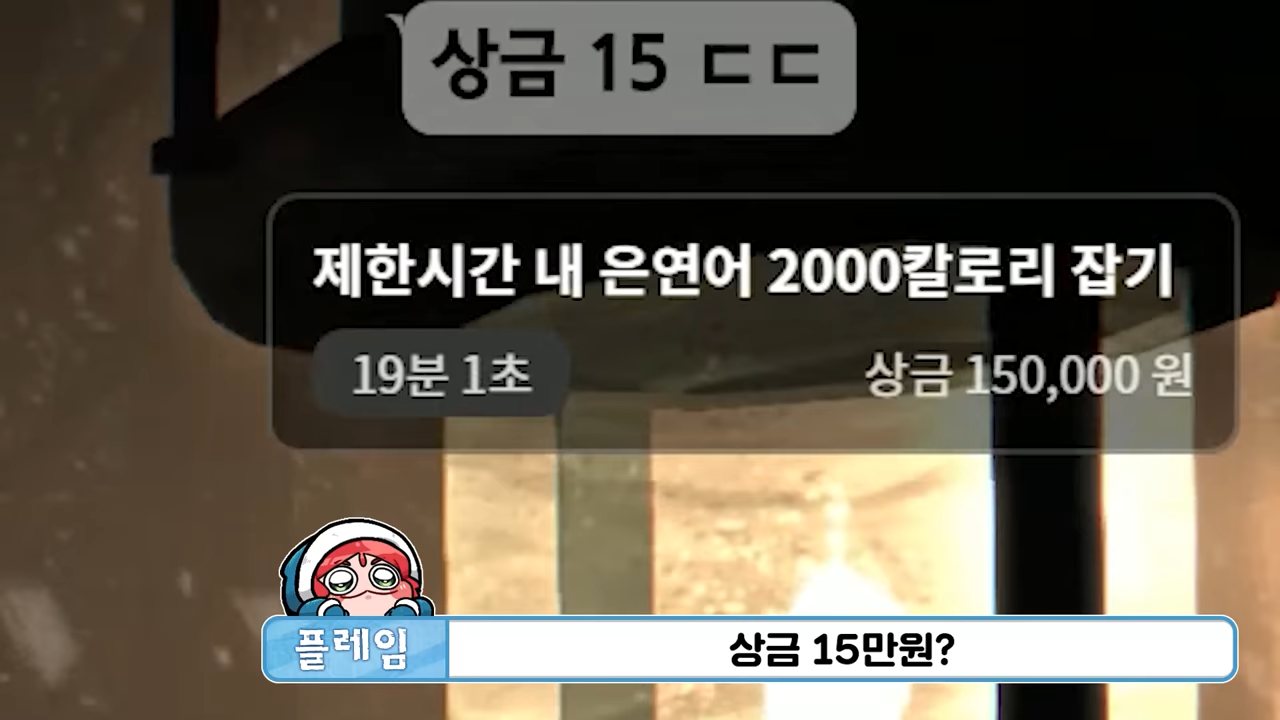 상금 15 ㄷㄷ
제한시간 내 은연어 2000칼로리 잡기
19분 1초
상금 150,000 원
플레임
상금 15만원?